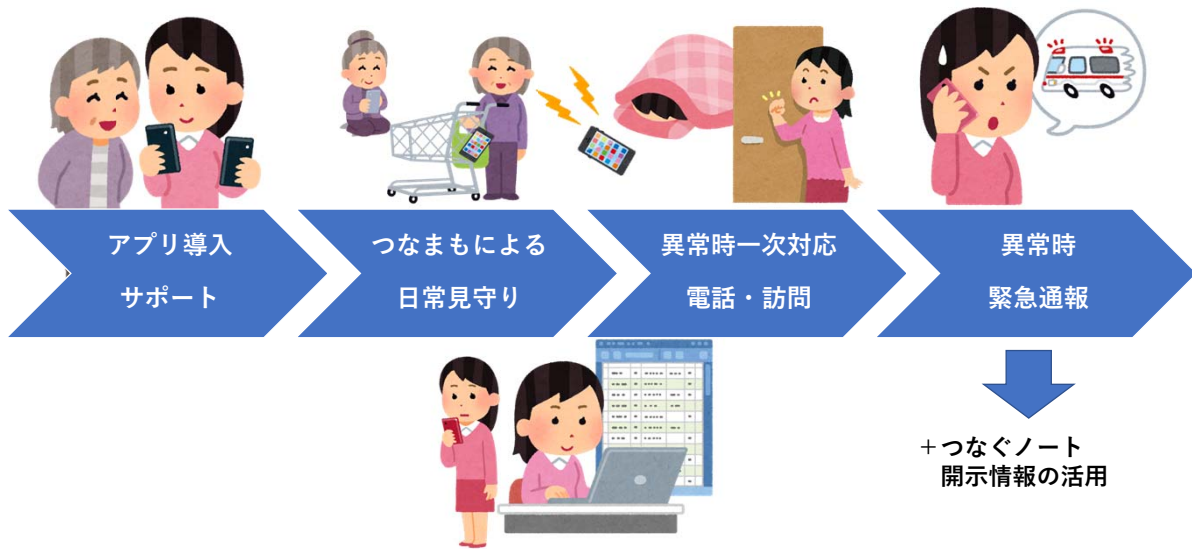 アプリ導入
サポート
つなまもによる
日常見守り
異常時一次対応
電話・訪問
異常時
緊急通報
＋つなぐノート
開示情報の活用